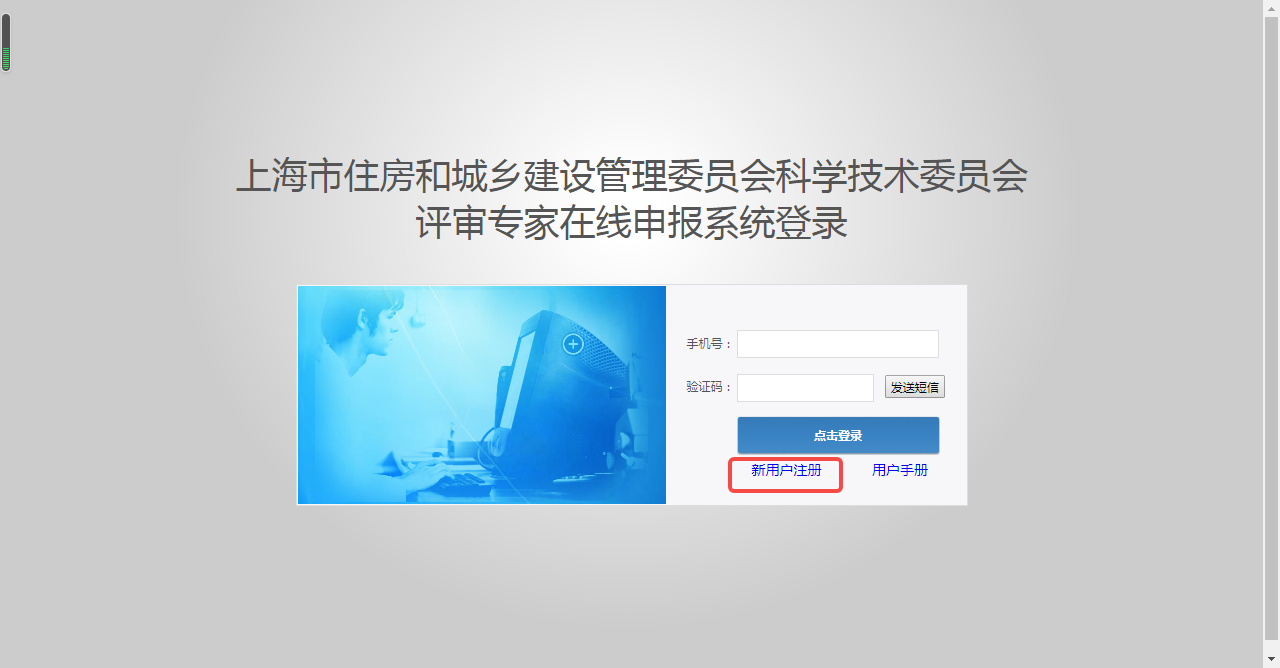 上海市住房和城乡建设管理委员会科学技术委员会
评审专家在线申报系统登录
手机号：
验证码：
发送短信
点击登录
新用户注册
用户手册